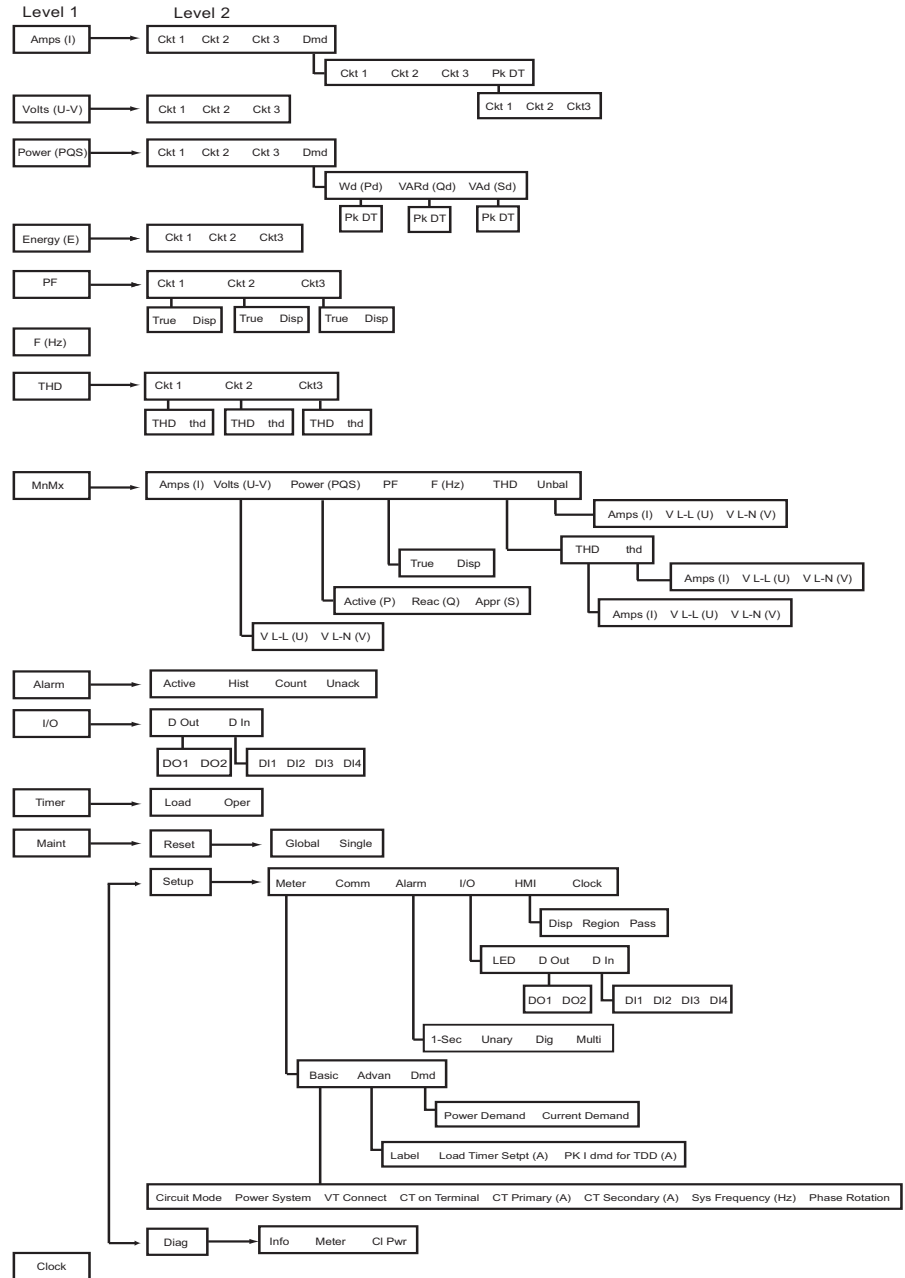 Level 1 Level 2
Amps (I) Ckt 1 Ckt 2 Ckt 3 Dmd
Ckt 1 Ckt 2 Ckt 3 Pk DT
Ckt 1 Ckt 2 Ckt3
Volts (U-V) Ckt 1 Ckt 2 Ckt 3
Power (PQS) Ckt 1 Ckt 2 Ckt 3 Dmd
Wd (Pd) VARd (Qd) VAd (Sd)
Pk DT Pk DT Pk DT
Energy (E) Ckt 1 Ckt 2 Ckt3
PF Ckt 1 Ckt 2 Ckt3
True Disp True Disp True Disp
F (Hz)
THD Ckt 1 Ckt 2 Ckt3
THD thd THD thd THD thd
MnMx Amps (I) Volts (U-V) Power (PQS) PF F (Hz) THD Unbal
Amps (I) V L-L (U) V L-N (V)
THD thd
True Disp
Amps (I) V L-L (U) V L-N (V)
Active (P) Reac (Q) Appr (S)
Amps (I) V L-L (U) V L-N (V)
V L-L (U) V L-N (V)
Alarm Active Hist Count Unack
I/O D Out D In
DO1 DO2 DI1 DI2 DI3 DI4
Timer Load Oper
Maint Reset Global Single
Setup Meter Comm Alarm I/O HMI Clock
Disp Region Pass
LED D Out D In
DO1 DO2 DI1 DI2 DI3 DI4
1-Sec Unary Dig Multi
Basic Advan Dmd
Power Demand Current Demand
Label Load Timer Setpt (A) PK I dmd for TDD (A)
Circuit Mode Power System VT Connect CT on Terminal CT Primary (A) CT Secondary (A) Sys Frequency (Hz) Phase Rotation
Diag Info Meter Cl Pwr
Clock